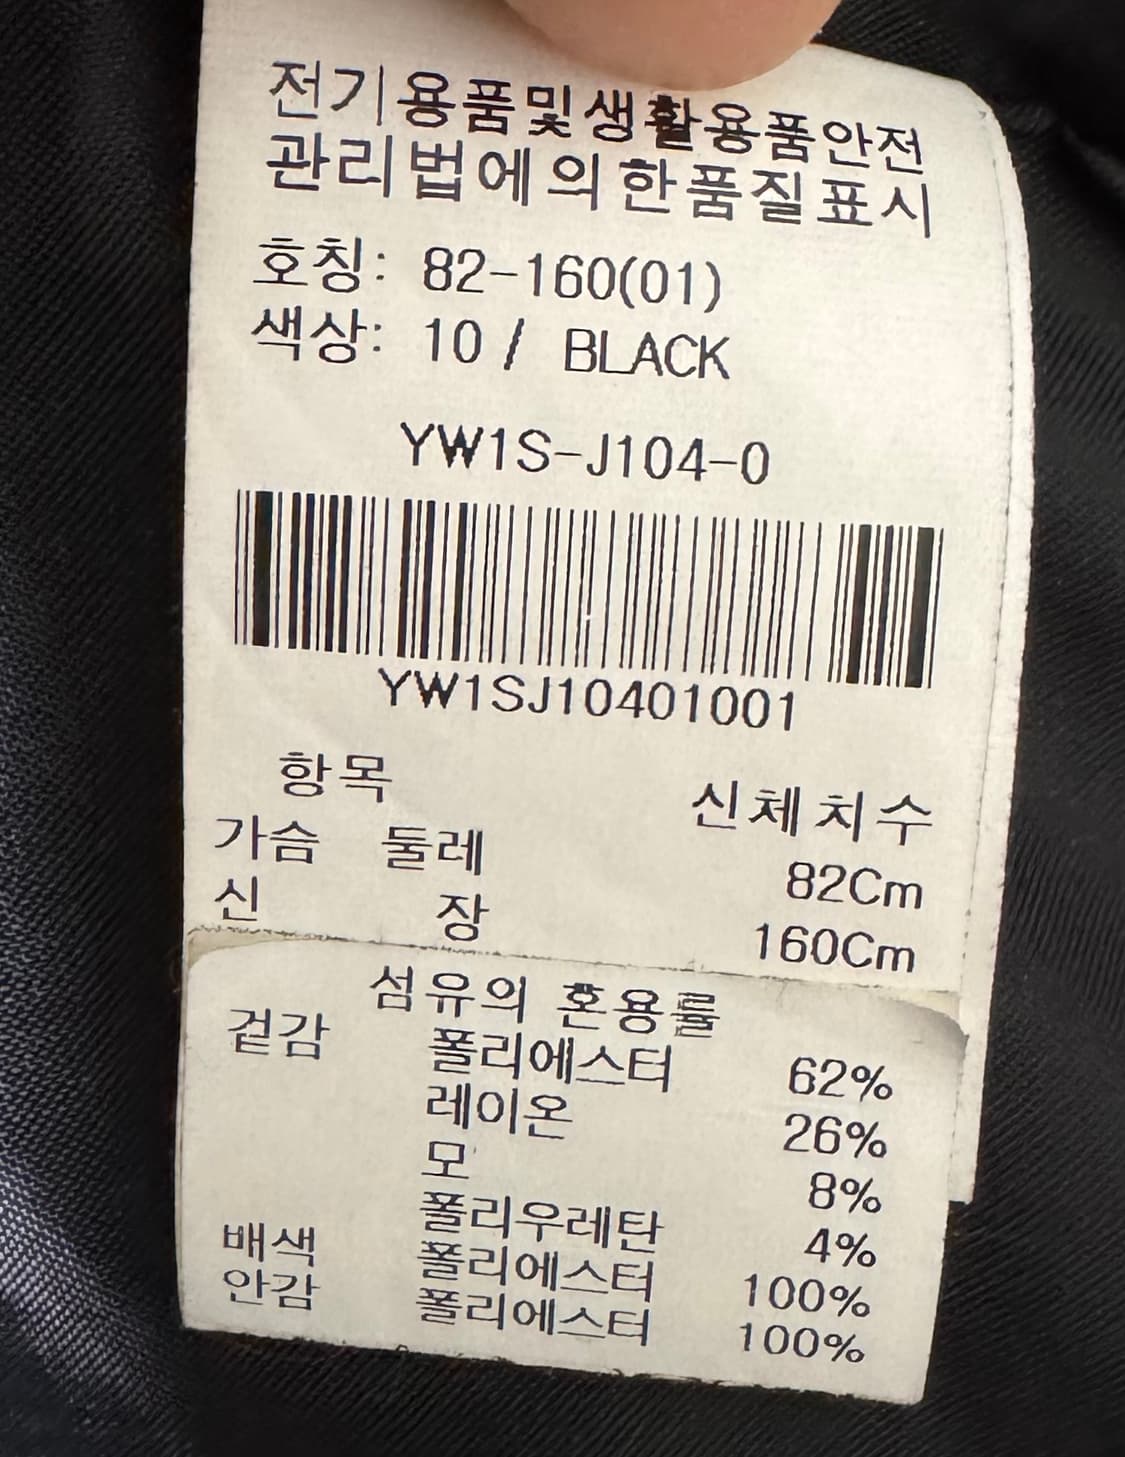 전기용품및생활용품안전
관리법에의한품질표시
호칭: 82-160(01)
색상: 10 / BLACK
YW1S-J104-0
YW1SJ10401001
항목 신체치수
가슴 둘레 82Cm
신 장 160Cm
섬유의 혼용률
겉감 폴리에스터 62%
레이온 26%
모 8%
폴리우레탄 4%
배색 폴리에스터 100%
안감 폴리에스터 100%